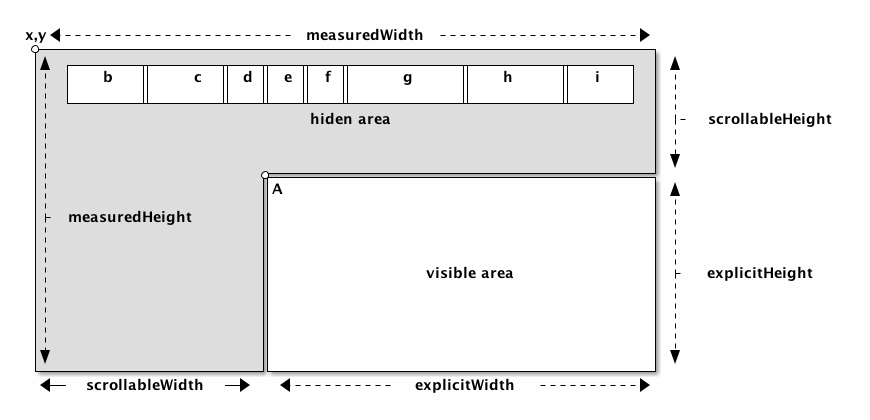 x,y
measuredWidth
b c d e f g h i
hiden area
scrollableHeight
A
measuredHeight
visible area
explicitHeight
scrollableWidth
explicitWidth